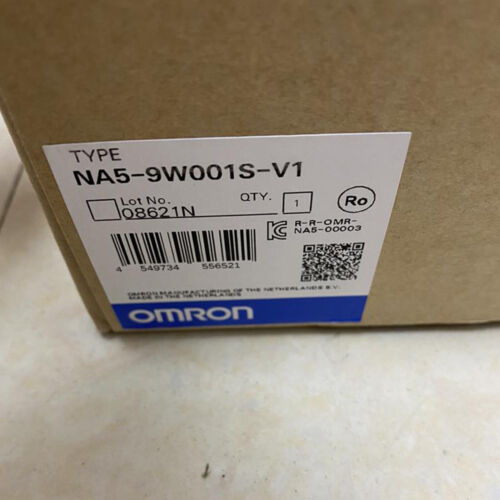 TYPE
NA5-9W001S-V1
Lot No. QTY. 1 Ro
08621N
R-R-OMR-
NA5-00003
4 549734 556521
OMRON MANUFACTURING OF THE NETHERLANDS B.V.
MADE IN THE NETHERLANDS
OMRON